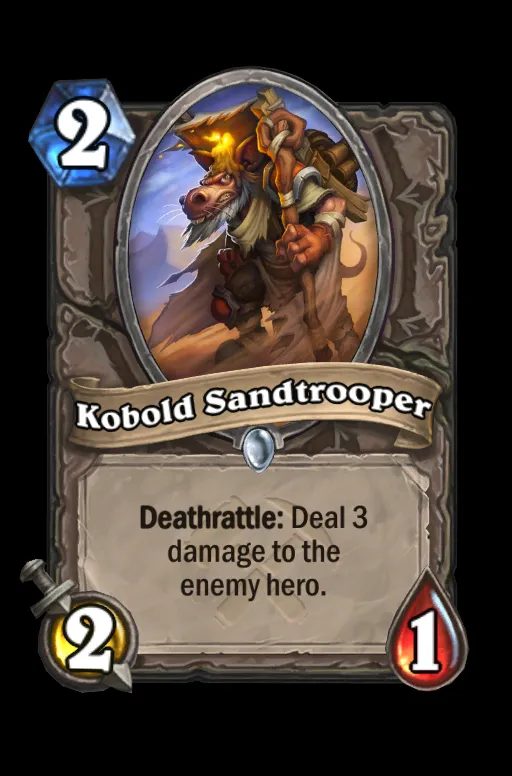 2
Kobold Sandtrooper
Deathrattle: Deal 3
damage to the
enemy hero.
2
1